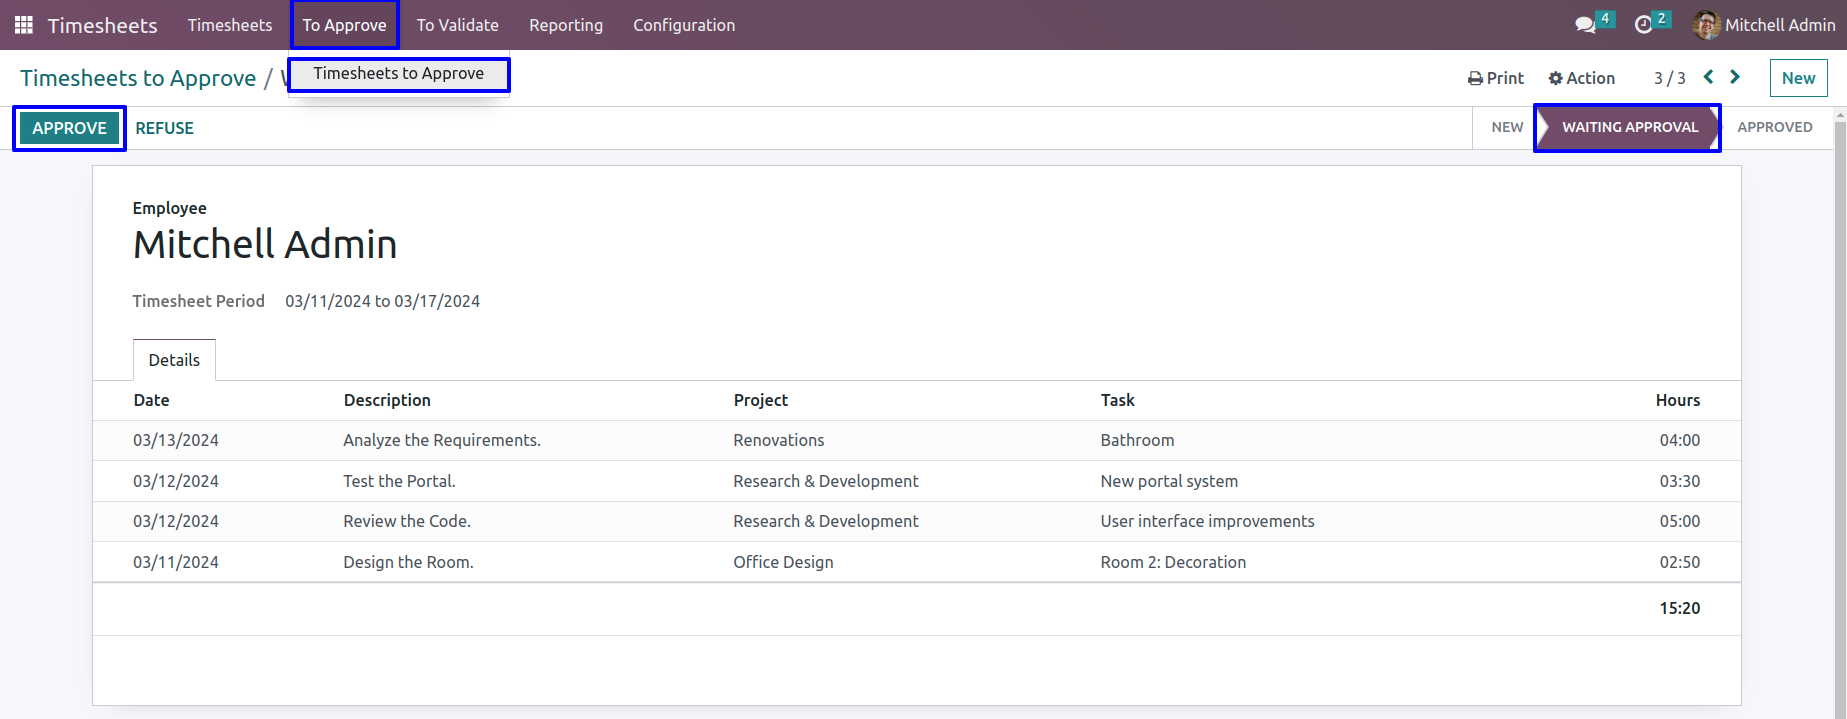 Timesheets Timesheets To Approve To Validate Reporting Configuration 4 2 Mitchell Admin
Timesheets to Approve
Timesheets to Approve / Print Action 3 / 3 New
APPROVE REFUSE NEW WAITING APPROVAL APPROVED
Employee
Mitchell Admin
Timesheet Period 03/11/2024 to 03/17/2024
Details
Date Description Project Task Hours
03/13/2024 Analyze the Requirements. Renovations Bathroom 04:00
03/12/2024 Test the Portal. Research & Development New portal system 03:30
03/12/2024 Review the Code. Research & Development User interface improvements 05:00
03/11/2024 Design the Room. Office Design Room 2: Decoration 02:50
15:20